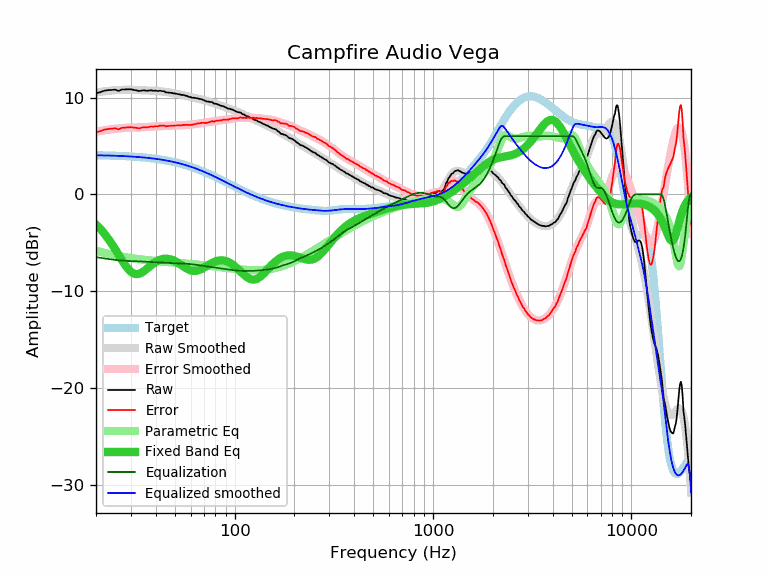 Campfire Audio Vega
Amplitude (dBr)
10
0
−10
−20
−30
Target
Raw Smoothed
Error Smoothed
Raw
Error
Parametric Eq
Fixed Band Eq
Equalization
Equalized smoothed
100
1000
10000
Frequency (Hz)